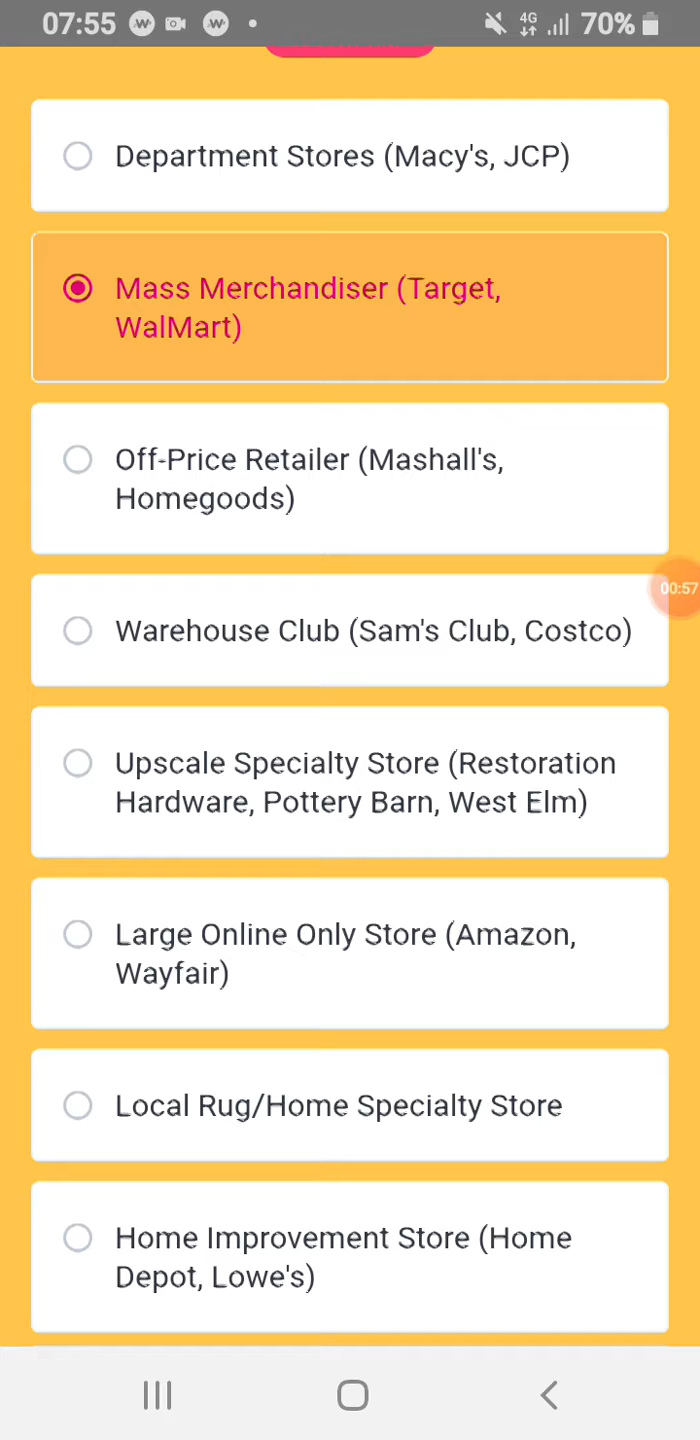 07:55
4G
70%
Department Stores (Macy's, JCP)
Mass Merchandiser (Target,
WalMart)
Off-Price Retailer (Mashall's,
Homegoods)
00:57
Warehouse Club (Sam's Club, Costco)
Upscale Specialty Store (Restoration
Hardware, Pottery Barn, West Elm)
Large Online Only Store (Amazon,
Wayfair)
Local Rug/Home Specialty Store
Home Improvement Store (Home
Depot, Lowe's)